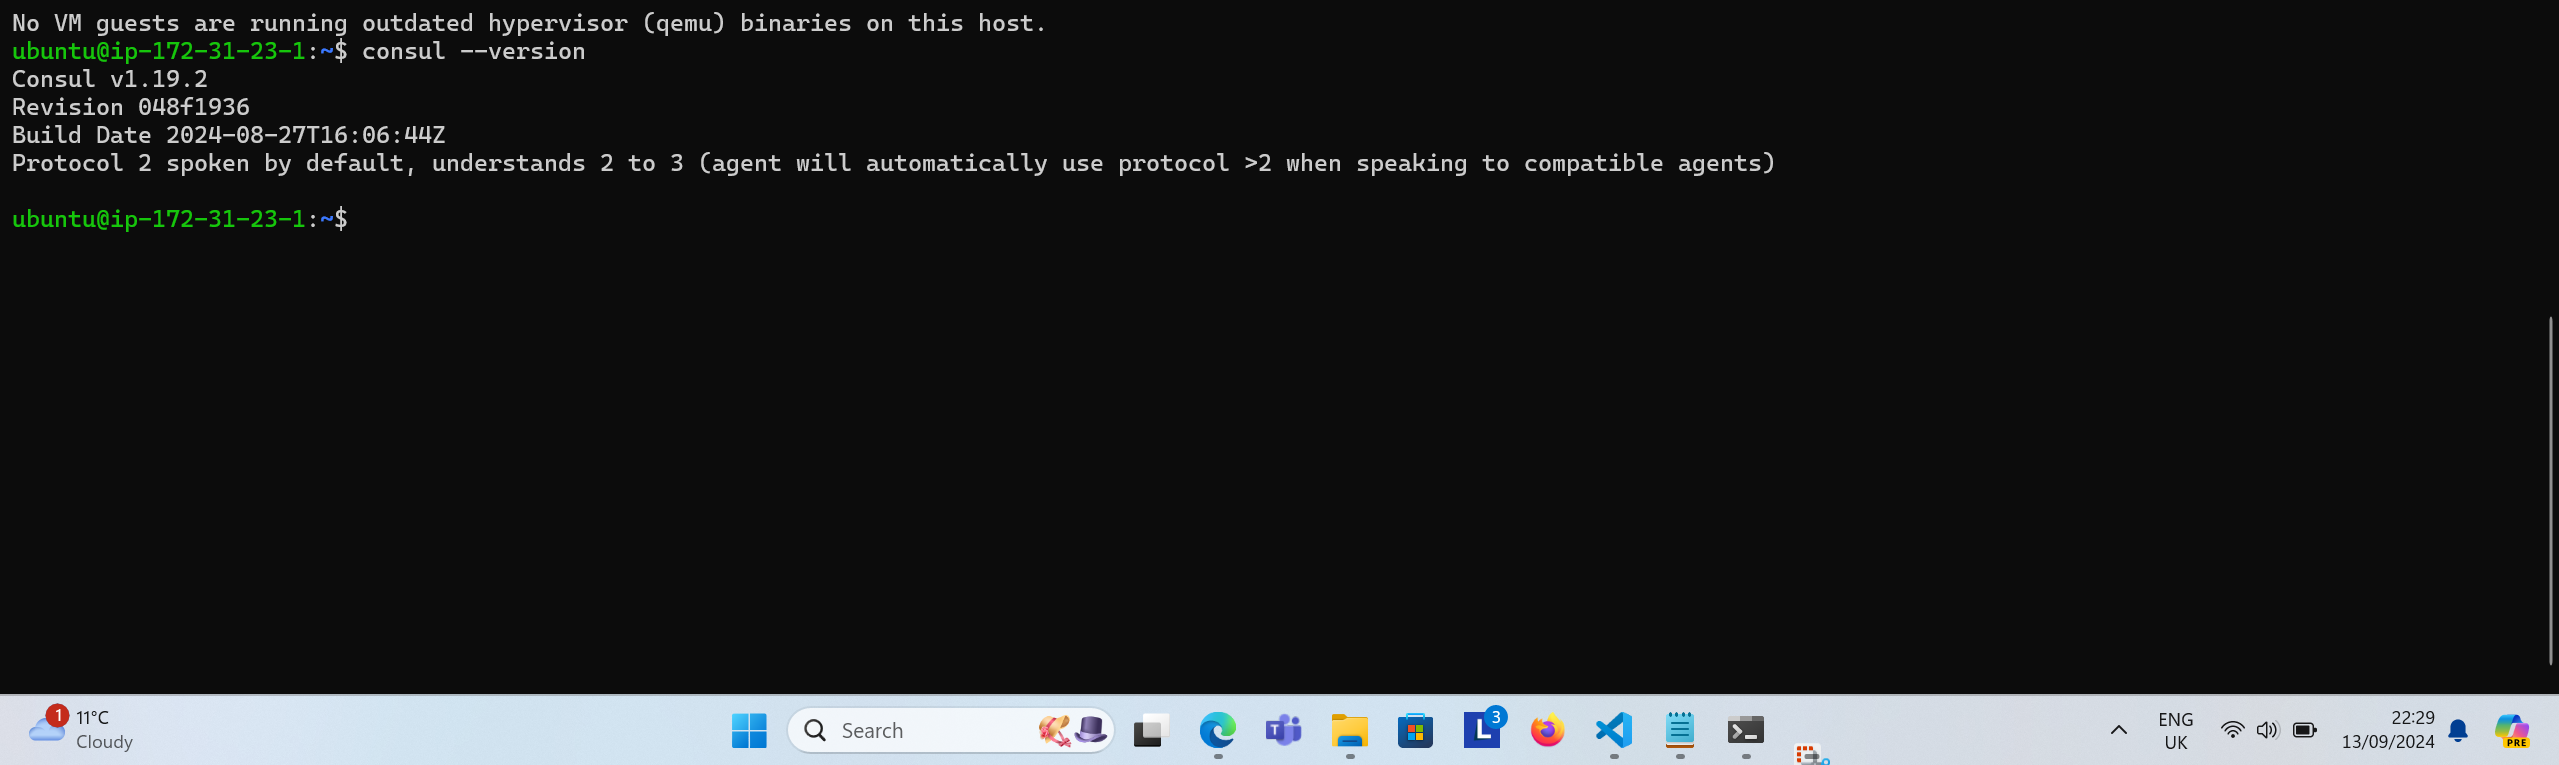 No VM guests are running outdated hypervisor (qemu) binaries on this host.
ubuntu@ip-172-31-23-1:~$ consul --version
Consul v1.19.2
Revision 048f1936
Build Date 2024-08-27T16:06:44Z
Protocol 2 spoken by default, understands 2 to 3 (agent will automatically use protocol >2 when speaking to compatible agents)
ubuntu@ip-172-31-23-1:~$
1
11°C
Cloudy
Search
T
L
3
ENG
UK
22:29
13/09/2024
PRE